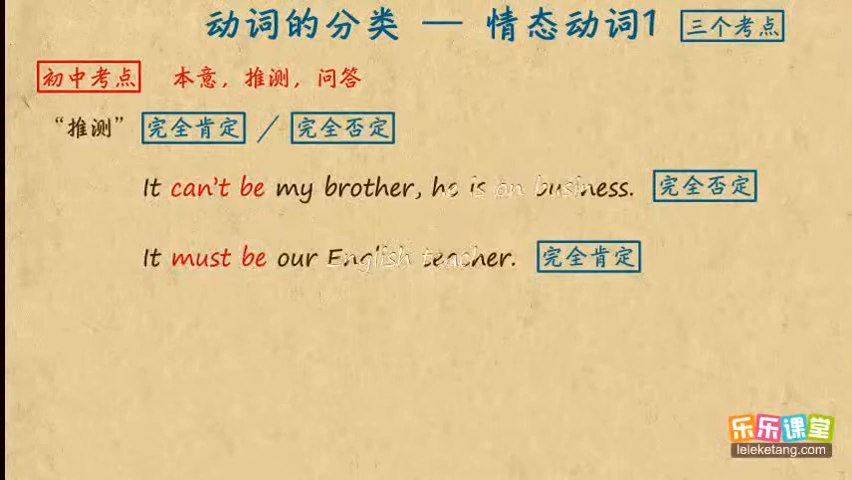 动词的分类 — 情态动词1 三个考点
初中考点 本意，推测，问答
“推测” 完全肯定 / 完全否定
It can't be my brother, he is on business. 完全否定
It must be our English teacher. 完全肯定
乐乐课堂
leleketang.com